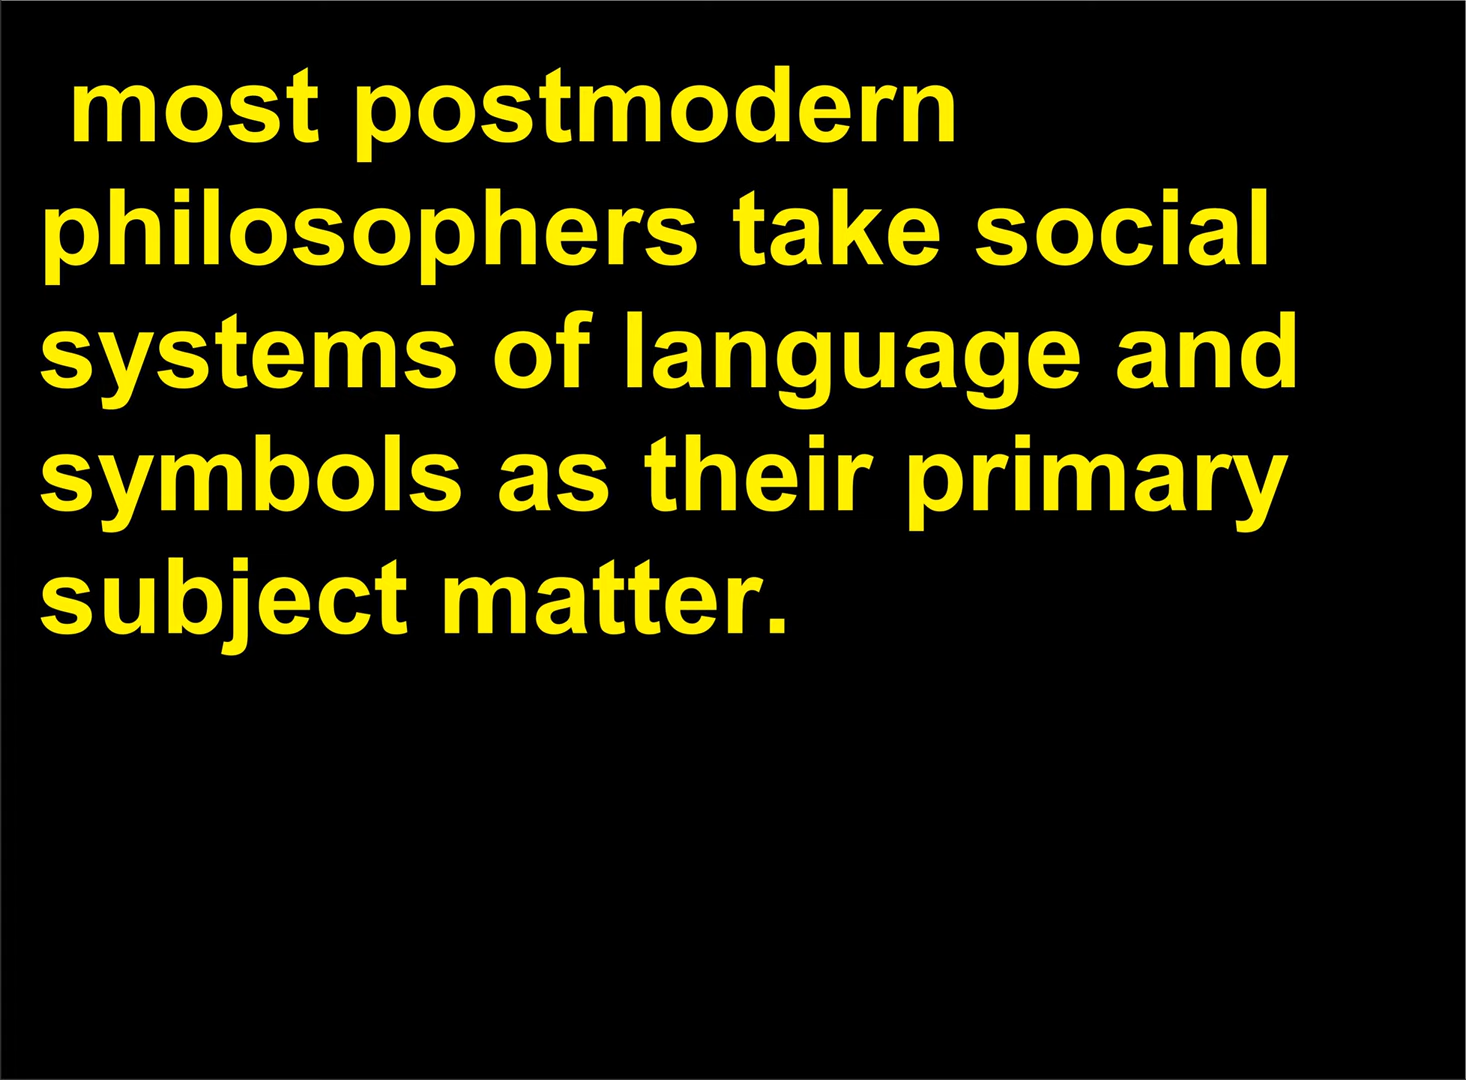 most postmodern
philosophers take social
systems of language and
symbols as their primary
subject matter.